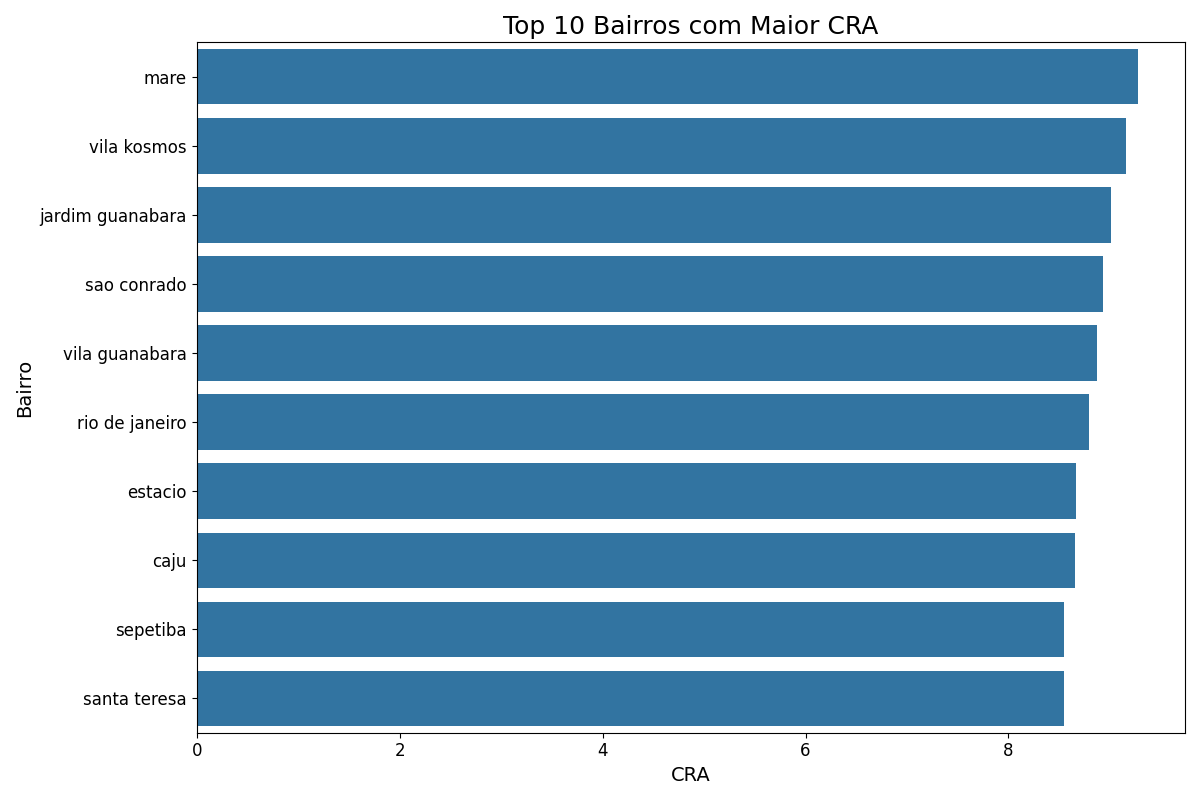 Top 10 Bairros com Maior CRA
mare
vila kosmos
jardim guanabara
sao conrado
vila guanabara
rio de janeiro
estacio
caju
sepetiba
santa teresa
Bairro
0 2 4 6 8
CRA